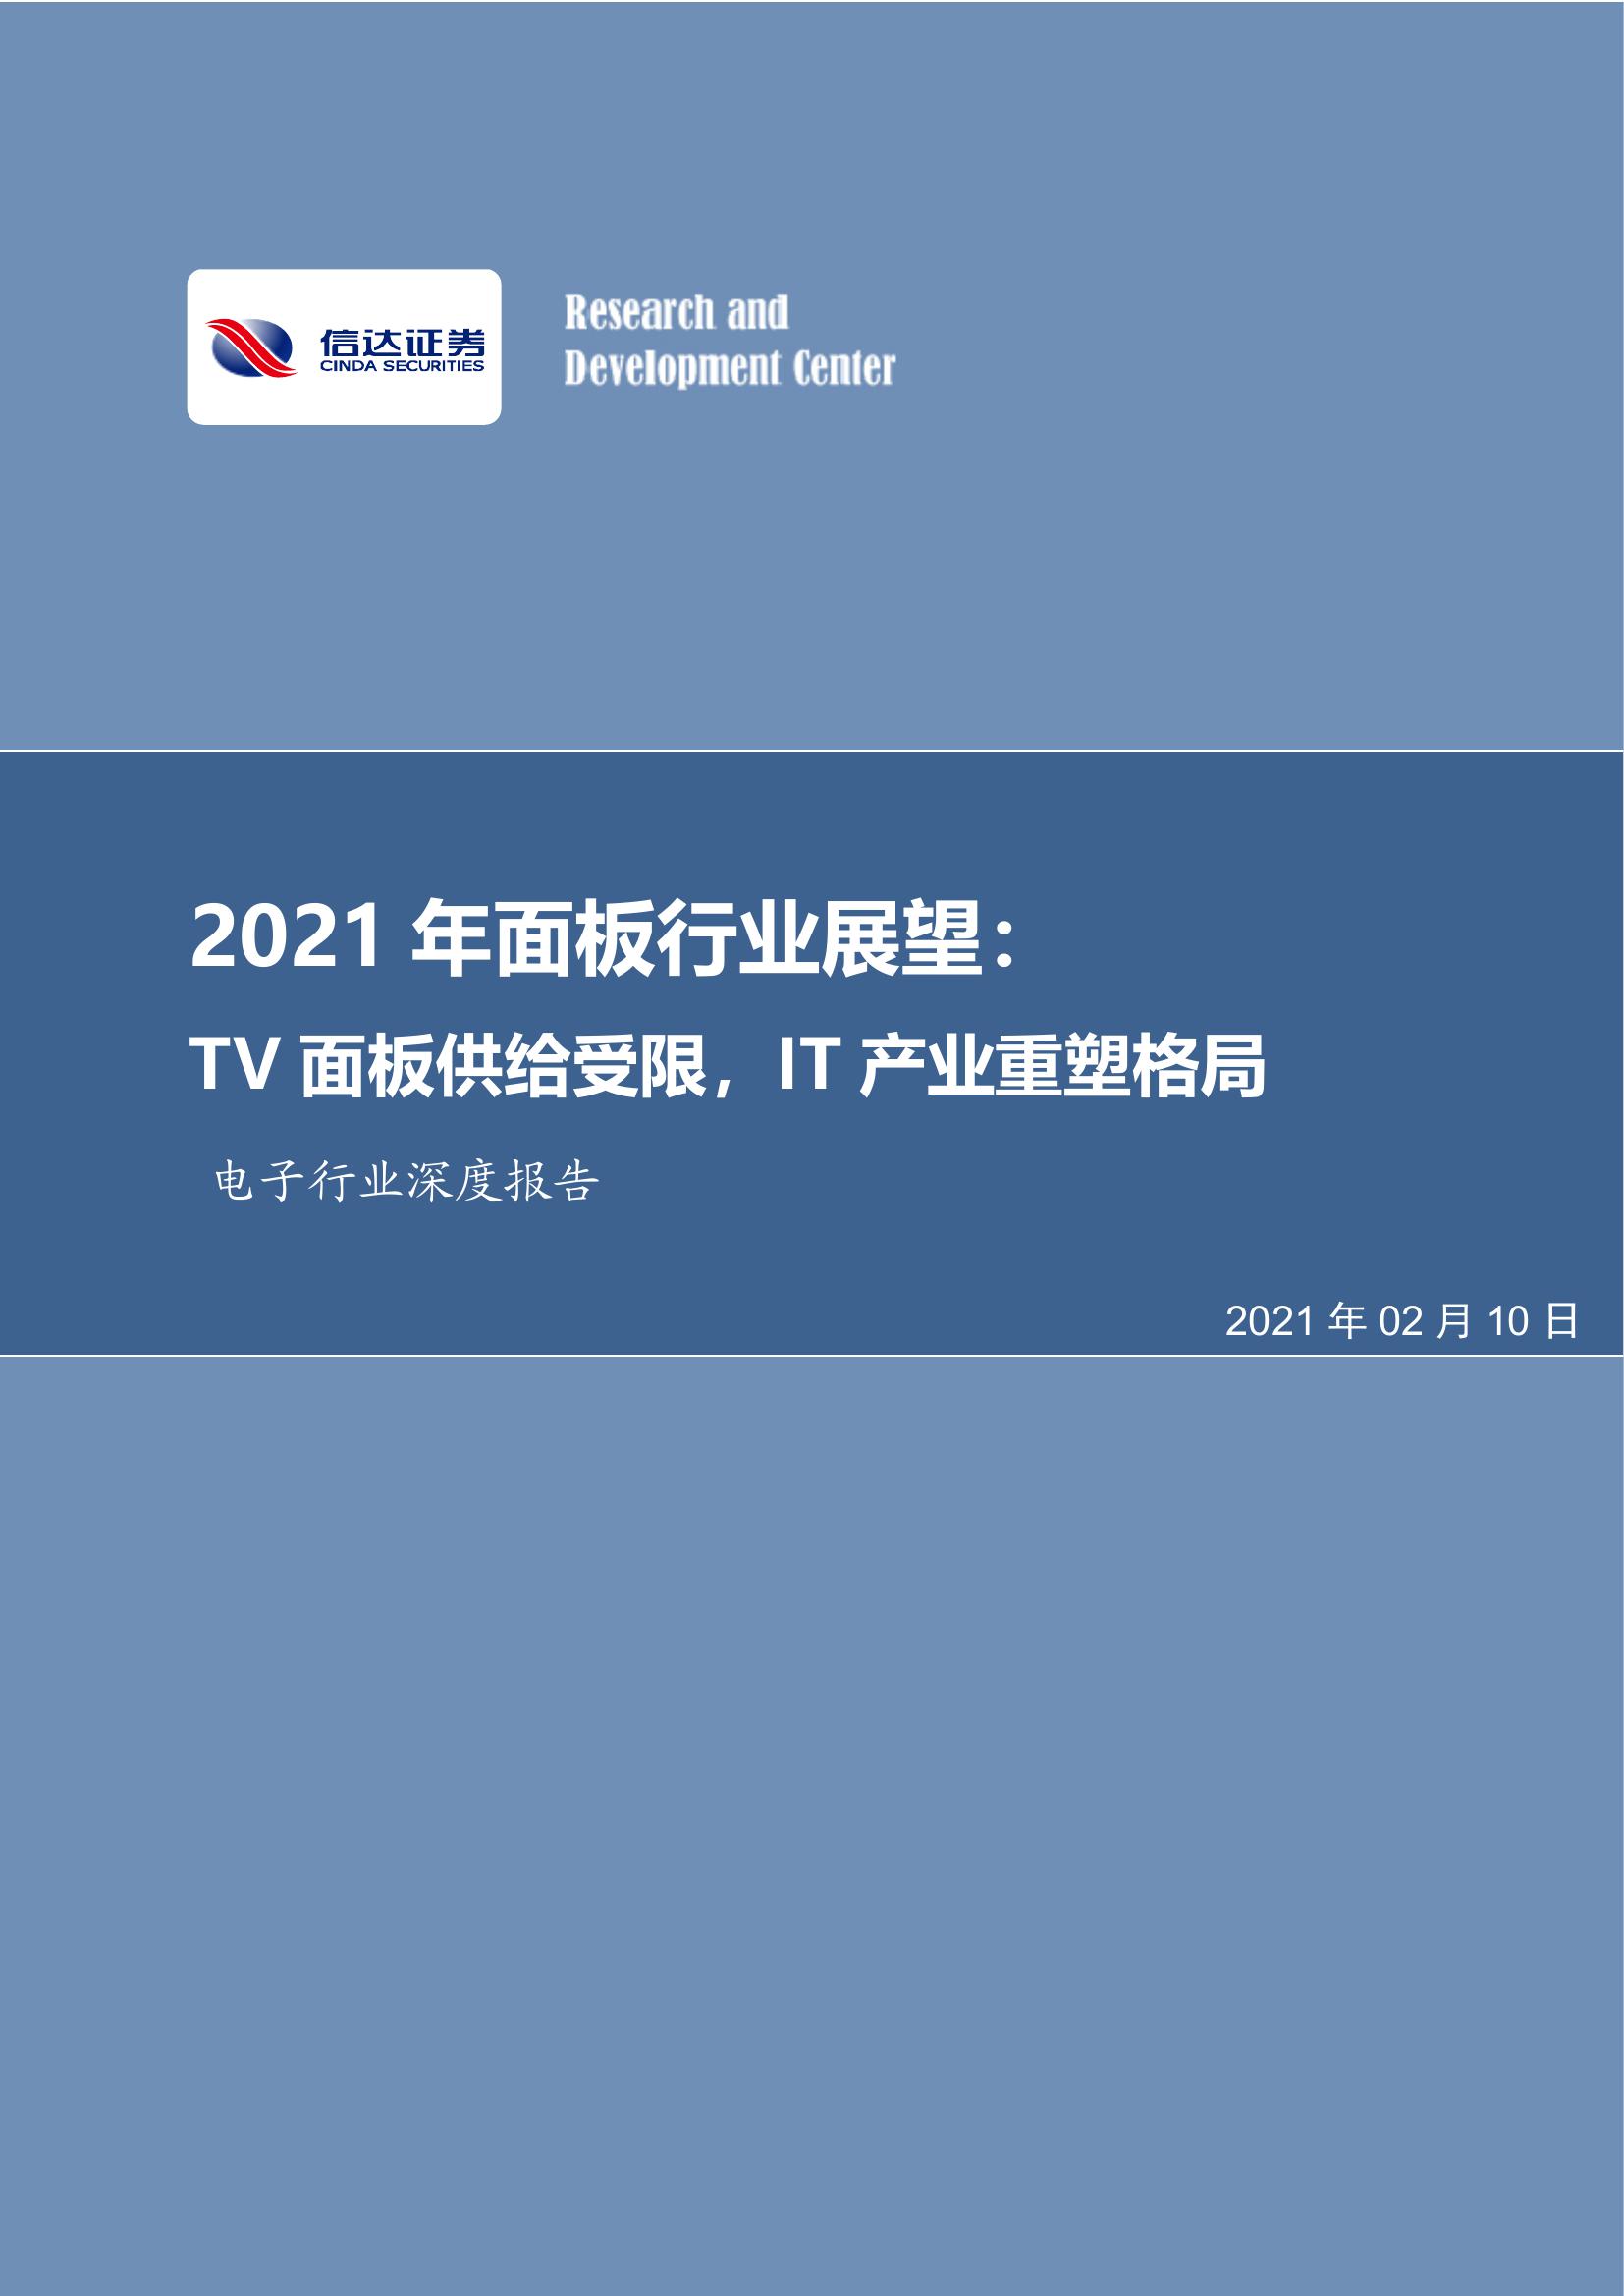 信达证券
CINDA SECURITIES
Research and
Development Center
2021 年面板行业展望：
TV 面板供给受限，IT 产业重塑格局
电子行业深度报告
2021 年 02 月 10 日